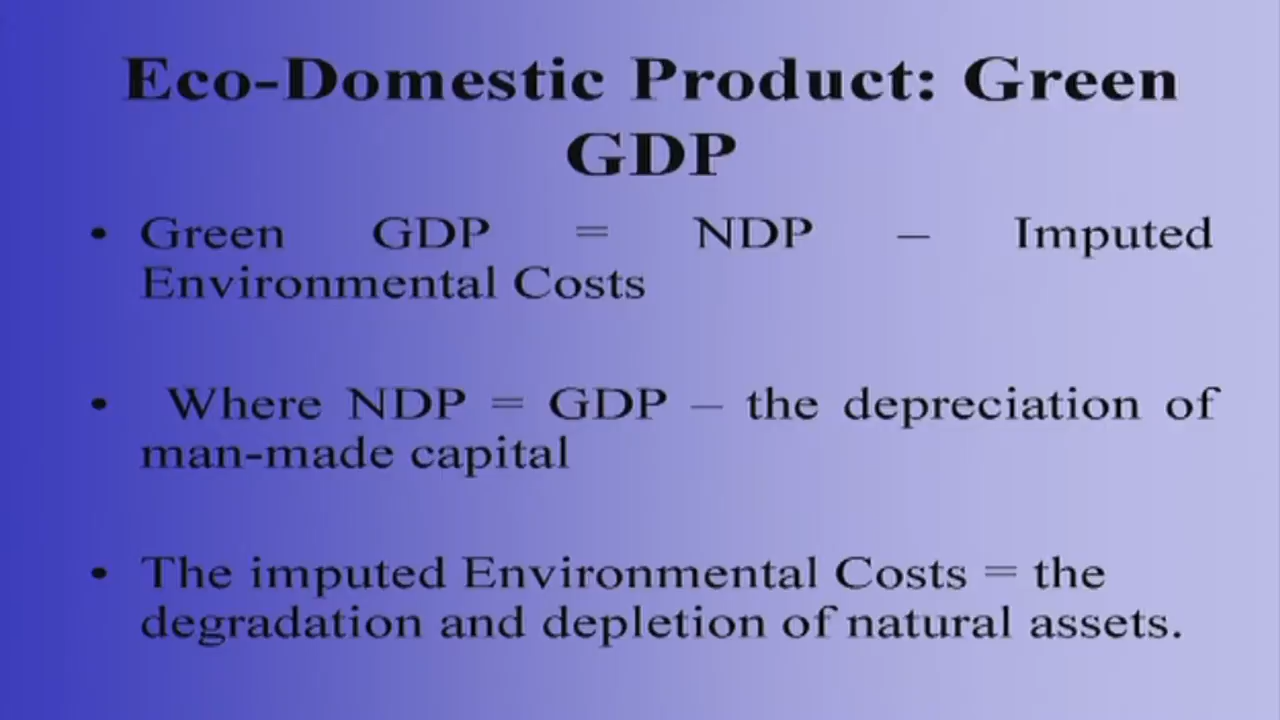 Eco-Domestic Product: Green
GDP
• Green GDP = NDP – Imputed
Environmental Costs
• Where NDP = GDP – the depreciation of
man-made capital
• The imputed Environmental Costs = the
degradation and depletion of natural assets.